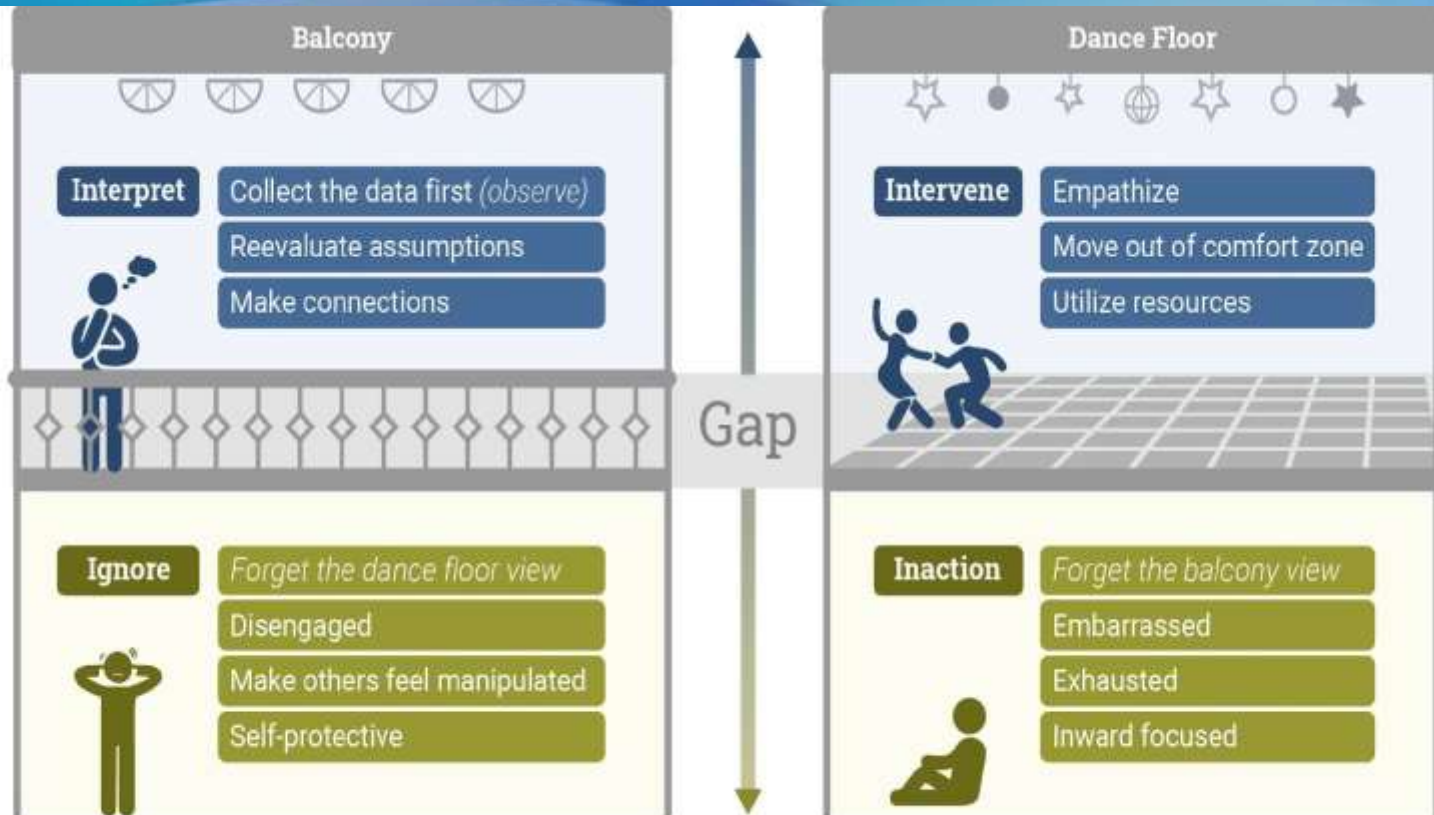 Balcony
Interpret
Collect the data first (observe)
Reevaluate assumptions
Make connections
Ignore
Forget the dance floor view
Disengaged
Make others feel manipulated
Self-protective
Gap
Dance Floor
Intervene
Empathize
Move out of comfort zone
Utilize resources
Inaction
Forget the balcony view
Embarrassed
Exhausted
Inward focused